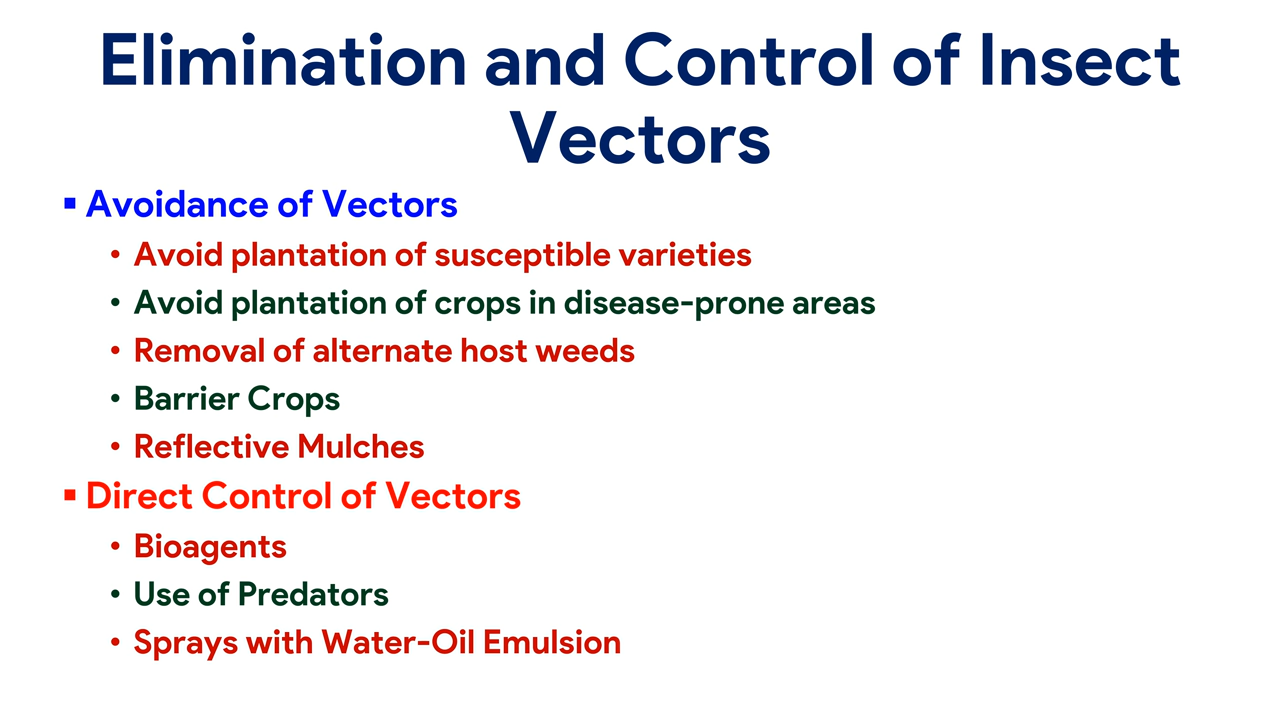 Elimination and Control of Insect
Vectors
▪ Avoidance of Vectors
• Avoid plantation of susceptible varieties
• Avoid plantation of crops in disease-prone areas
• Removal of alternate host weeds
• Barrier Crops
• Reflective Mulches
▪ Direct Control of Vectors
• Bioagents
• Use of Predators
• Sprays with Water-Oil Emulsion